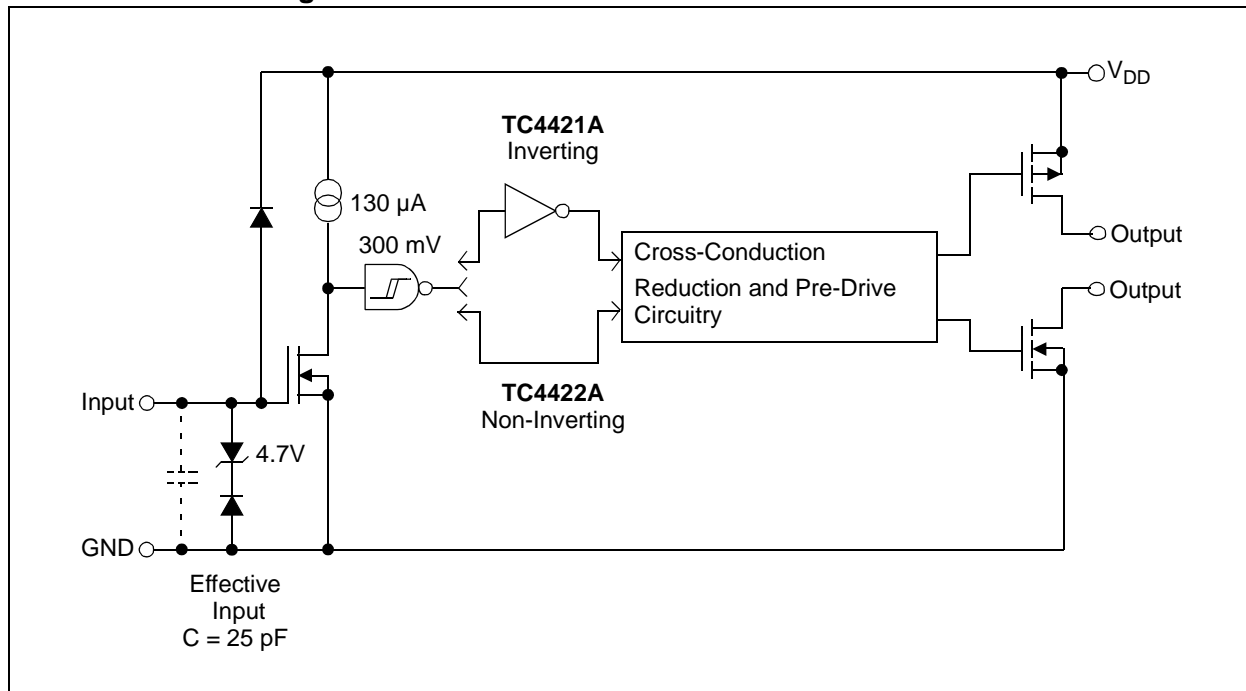 V_DD
TC4421A
Inverting
130 µA
300 mV
Cross-Conduction
Reduction and Pre-Drive
Circuitry
Output
Output
Input
TC4422A
Non-Inverting
4.7V
GND
Effective
Input
C = 25 pF